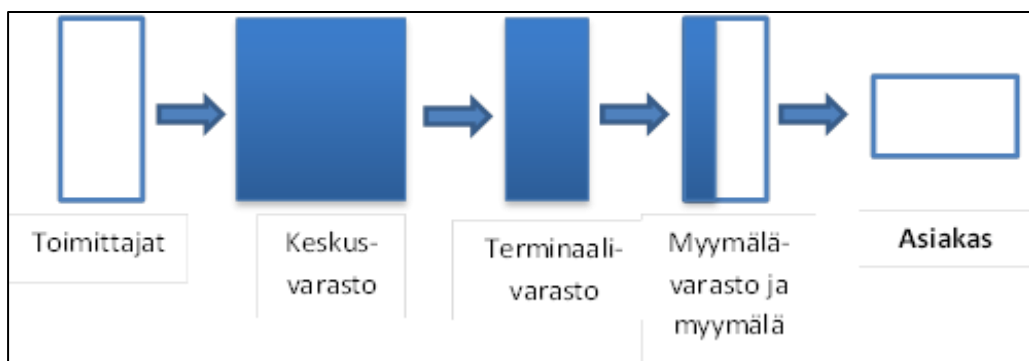 Toimittajat
Keskus-
varasto
Terminaali-
varasto
Myymälä-
varasto ja
myymälä
Asiakas